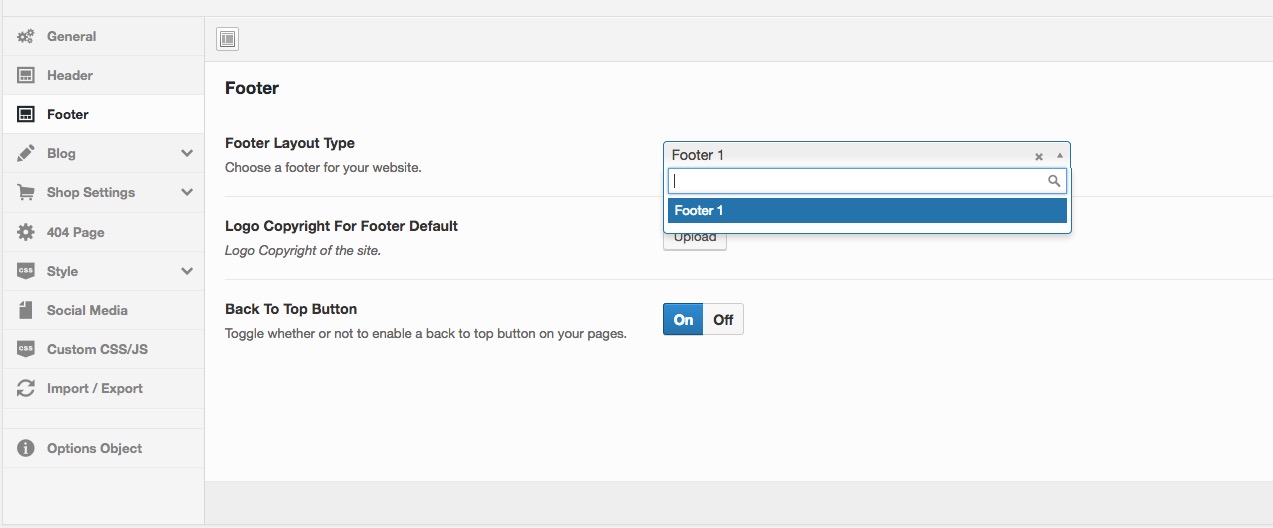 General
Header
Footer
Blog
Shop Settings
404 Page
css Style
Social Media
css Custom CSS/JS
Import / Export
Options Object
Footer
Footer Layout Type
Choose a footer for your website.
Footer 1
Footer 1
Logo Copyright For Footer Default
Logo Copyright of the site.
Upload
Back To Top Button
Toggle whether or not to enable a back to top button on your pages.
On Off